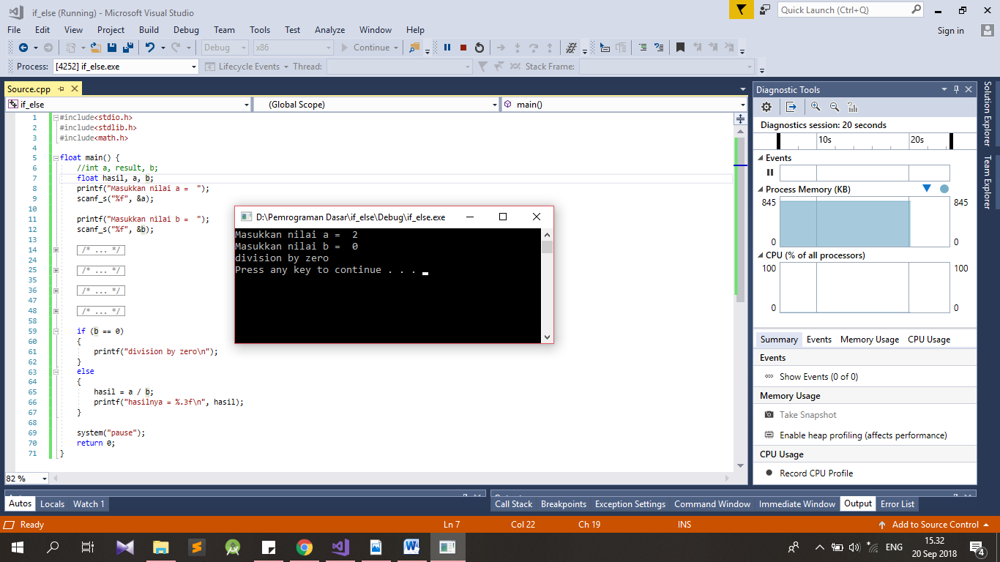 if_else (Running) - Microsoft Visual Studio
Quick Launch (Ctrl+Q)
File Edit View Project Build Debug Team Tools Test Analyze Window Help
Sign in
Debug x86 Continue
Process: [4252] if_else.exe Lifecycle Events Thread: Stack Frame:
Source.cpp
if_else (Global Scope) main()
1 #include<stdio.h>
2 #include<stdlib.h>
3 #include<math.h>
4
5 float main() {
6 //int a, result, b;
7 float hasil, a, b;
8 printf("Masukkan nilai a =  ");
9 scanf_s("%f", &a);
10
11 printf("Masukkan nilai b =  ");
12 scanf_s("%f", &b);
13
14 /* ... */
24
25 /* ... */
35
36 /* ... */
47
48 /* ... */
58
59 if (b == 0)
60 {
61 printf("division by zero\n");
62 }
63 else
64 {
65 hasil = a / b;
66 printf("hasilnya = %.3f\n", hasil);
67 }
68
69 system("pause");
70 return 0;
71 }
82 %
D:\Pemrograman Dasar\if_else\Debug\if_else.exe
Masukkan nilai a =  2
Masukkan nilai b =  0
division by zero
Press any key to continue . . .
Diagnostic Tools
Diagnostics session: 20 seconds
10s 20s
Events
Process Memory (KB)
845 845
0 0
CPU (% of all processors)
100 100
0 0
Summary Events Memory Usage CPU Usage
Events
Show Events (0 of 0)
Memory Usage
Take Snapshot
Enable heap profiling (affects performance)
CPU Usage
Record CPU Profile
Solution Explorer
Team Explorer
Autos Locals Watch 1
Call Stack Breakpoints Exception Settings Command Window Immediate Window Output Error List
Ready Ln 7 Col 22 Ch 19 INS Add to Source Control
ENG
15.32
20 Sep 2018
4